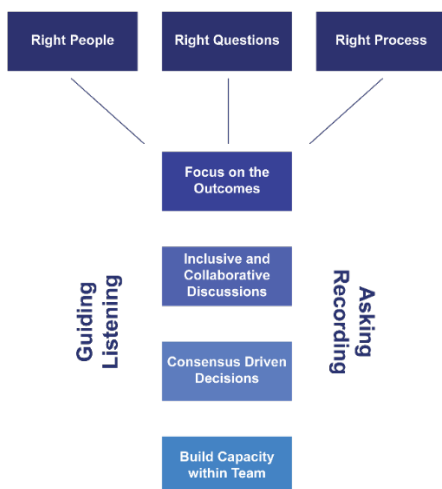 Right People
Right Questions
Right Process
Focus on the
Outcomes
Inclusive and
Collaborative
Discussions
Guiding
Listening
Asking
Recording
Consensus Driven
Decisions
Build Capacity
within Team